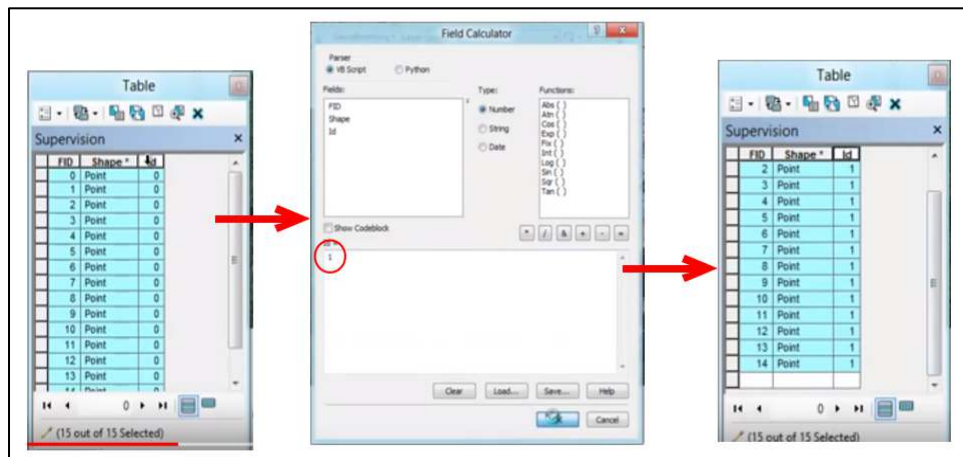 Table
Supervision
FID Shape * Id
0 Point 0
1 Point 0
2 Point 0
3 Point 0
4 Point 0
5 Point 0
6 Point 0
7 Point 0
8 Point 0
9 Point 0
10 Point 0
11 Point 0
12 Point 0
13 Point 0
14 Point 0
0
(15 out of 15 Selected)
Field Calculator
Parser
VB Script Python
Fields: Type: Functions:
FID
Shape
Id
Number
String
Date
Abs ( )
Atn ( )
Cos ( )
Exp ( )
Fix ( )
Int ( )
Log ( )
Sin ( )
Sqr ( )
Tan ( )
Show Codeblock
* / & + - =
1
Clear Load... Save... Help
Cancel
Table
Supervision
FID Shape * Id
2 Point 1
3 Point 1
4 Point 1
5 Point 1
6 Point 1
7 Point 1
8 Point 1
9 Point 1
10 Point 1
11 Point 1
12 Point 1
13 Point 1
14 Point 1
0
(15 out of 15 Selected)